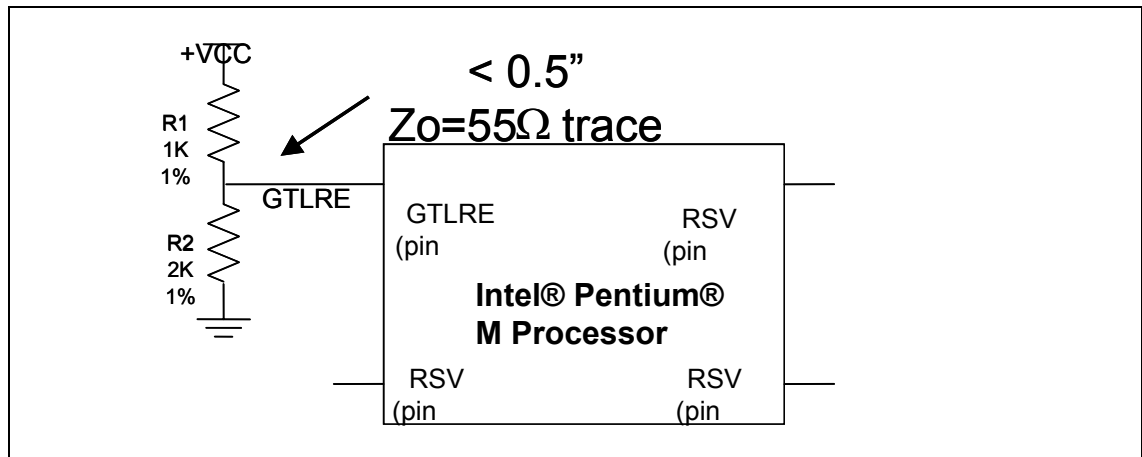 +VCC
< 0.5”
Zo=55Ω trace
R1
1K
1%
GTLRE
R2
2K
1%
GTLRE
(pin
RSV
(pin
Intel® Pentium®
M Processor
RSV
(pin
RSV
(pin